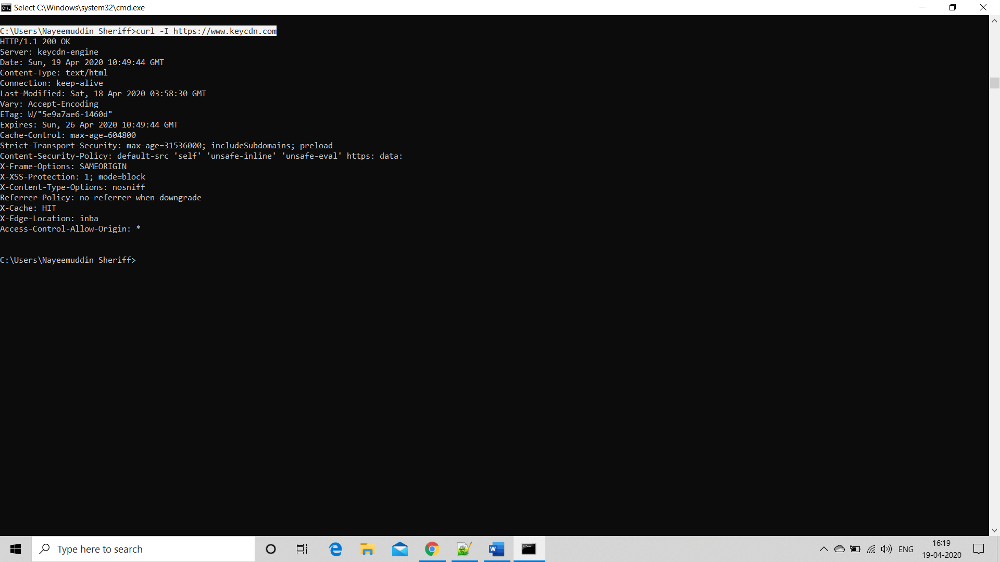 Select C:\Windows\system32\cmd.exe
C:\Users\Nayeemuddin Sheriff>curl -I https://www.keycdn.com
HTTP/1.1 200 OK
Server: keycdn-engine
Date: Sun, 19 Apr 2020 10:49:44 GMT
Content-Type: text/html
Connection: keep-alive
Last-Modified: Sat, 18 Apr 2020 03:58:30 GMT
Vary: Accept-Encoding
ETag: W/"5e9a7ae6-1460d"
Expires: Sun, 26 Apr 2020 10:49:44 GMT
Cache-Control: max-age=604800
Strict-Transport-Security: max-age=31536000; includeSubdomains; preload
Content-Security-Policy: default-src 'self' 'unsafe-inline' 'unsafe-eval' https: data:
X-Frame-Options: SAMEORIGIN
X-XSS-Protection: 1; mode=block
X-Content-Type-Options: nosniff
Referrer-Policy: no-referrer-when-downgrade
X-Cache: HIT
X-Edge-Location: inba
Access-Control-Allow-Origin: *
C:\Users\Nayeemuddin Sheriff>
Type here to search
ENG
16:19
19-04-2020